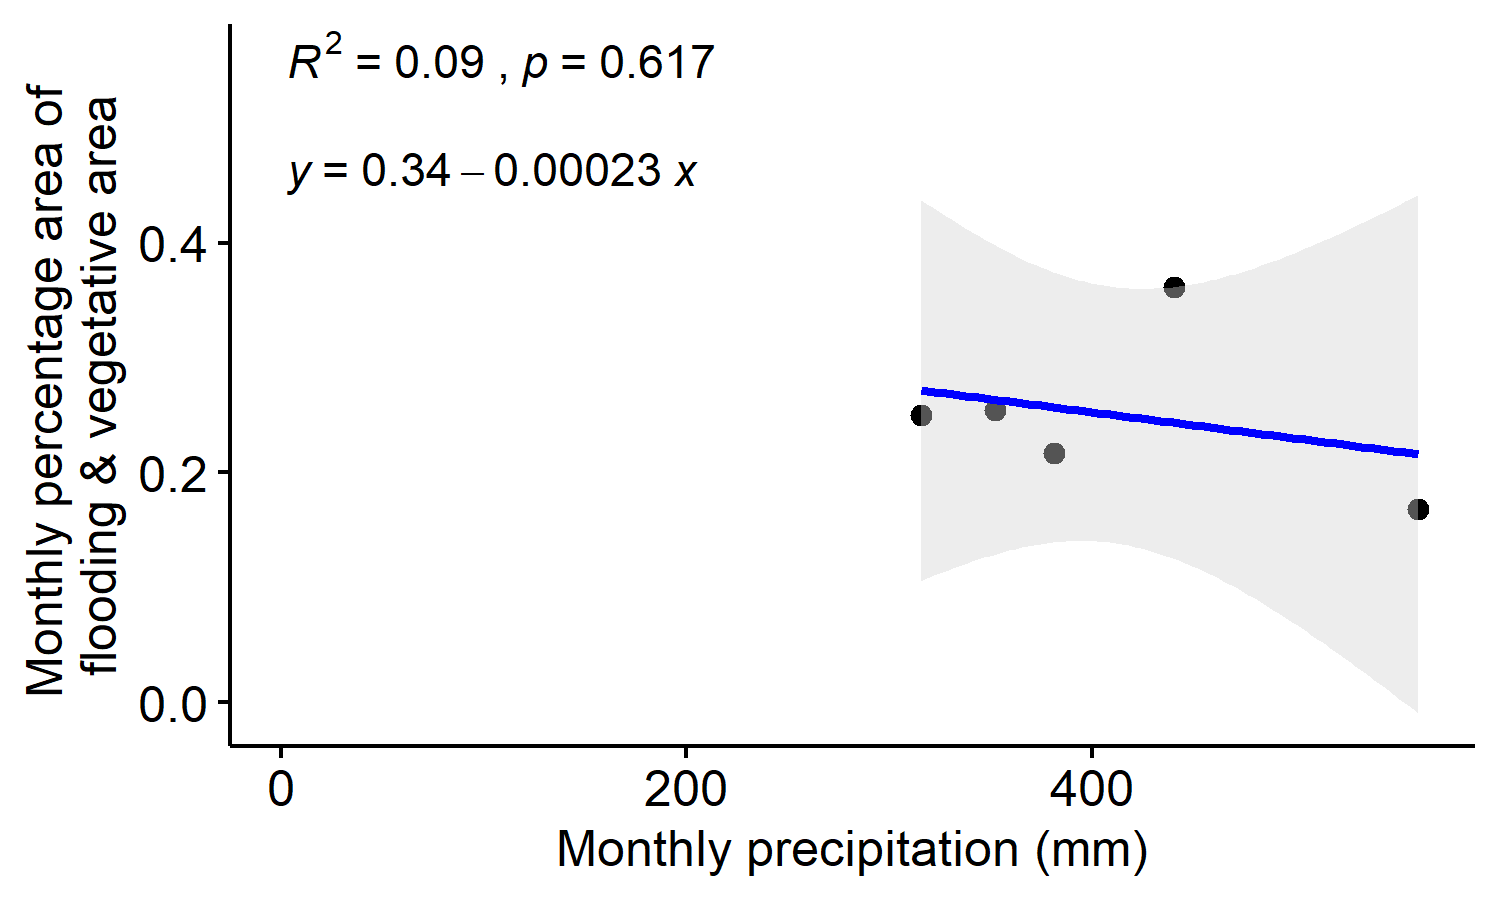 R² = 0.09 , p = 0.617
y = 0.34 – 0.00023 x
Monthly percentage area of
flooding & vegetative area
0.4
0.2
0.0
0 200 400
Monthly precipitation (mm)